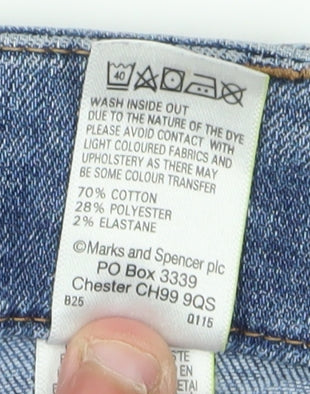 40
WASH INSIDE OUT
DUE TO THE NATURE OF THE DYE
PLEASE AVOID CONTACT WITH
LIGHT COLOURED FABRICS AND
UPHOLSTERY AS THERE MAY
BE SOME COLOUR TRANSFER
70% COTTON
28% POLYESTER
2% ELASTANE
©Marks and Spencer plc
PO Box 3339
Chester CH99 9QS
B25 Q115
EN